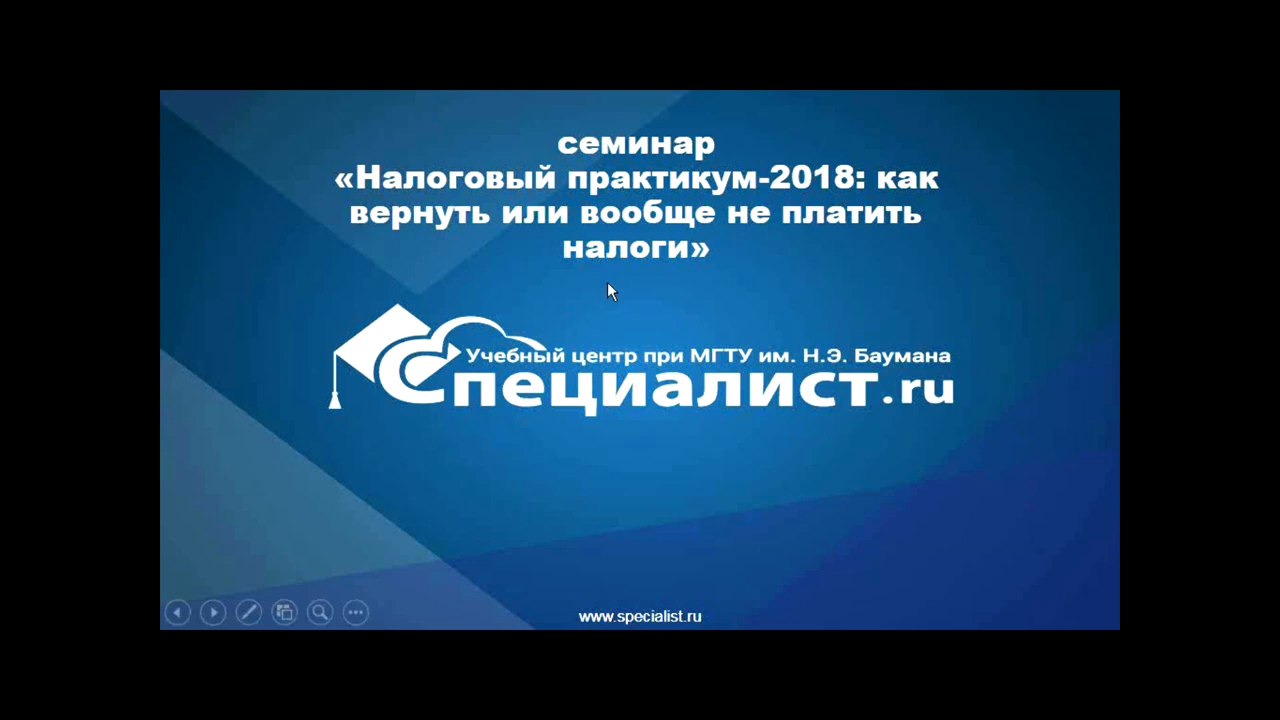 семинар
«Налоговый практикум-2018: как
вернуть или вообще не платить
налоги»
Учебный центр при МГТУ им. Н.Э. Баумана
Специалист.ru
www.specialist.ru